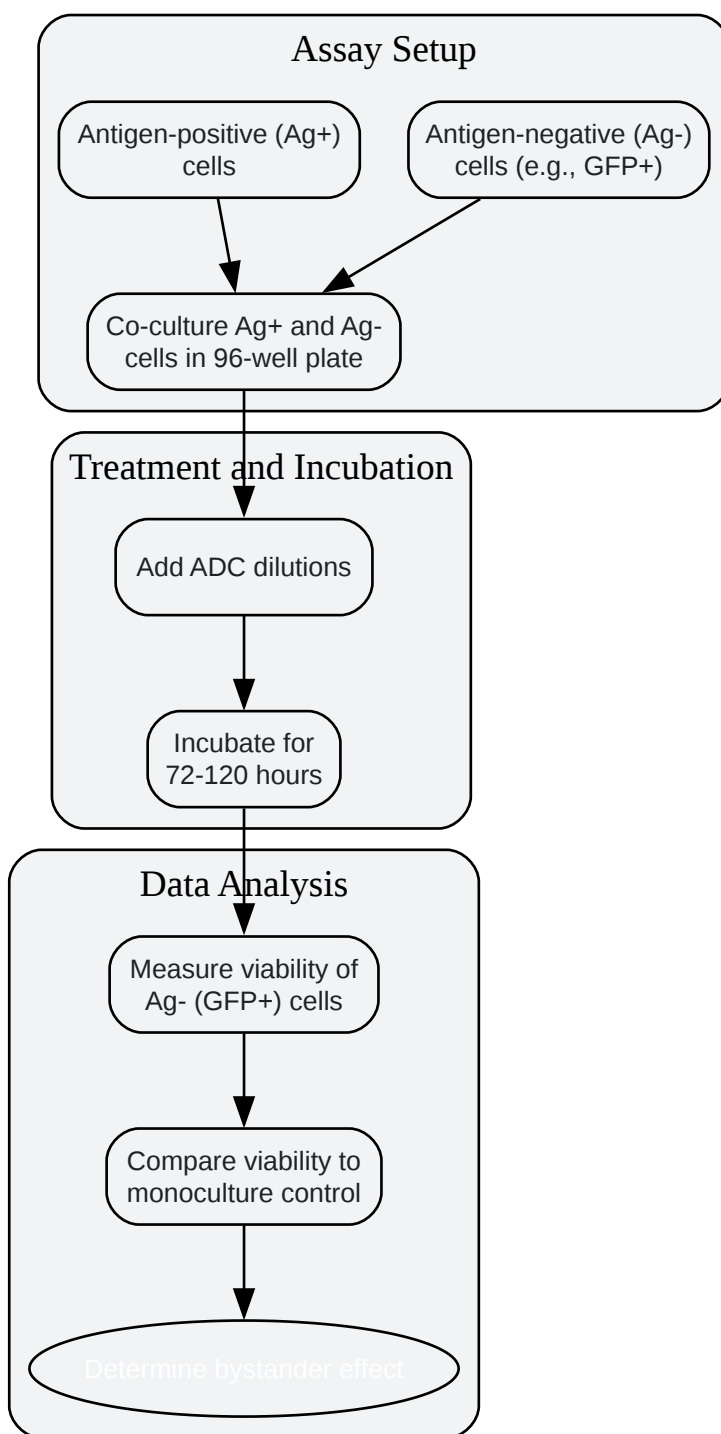 Assay Setup
Antigen-positive (Ag+)
cells
Antigen-negative (Ag-)
cells (e.g., GFP+)
Co-culture Ag+ and Ag-
cells in 96-well plate
Treatment and Incubation
Add ADC dilutions
Incubate for
72-120 hours
Data Analysis
Measure viability of
Ag- (GFP+) cells
Compare viability to
monoculture control
Determine bystander effect